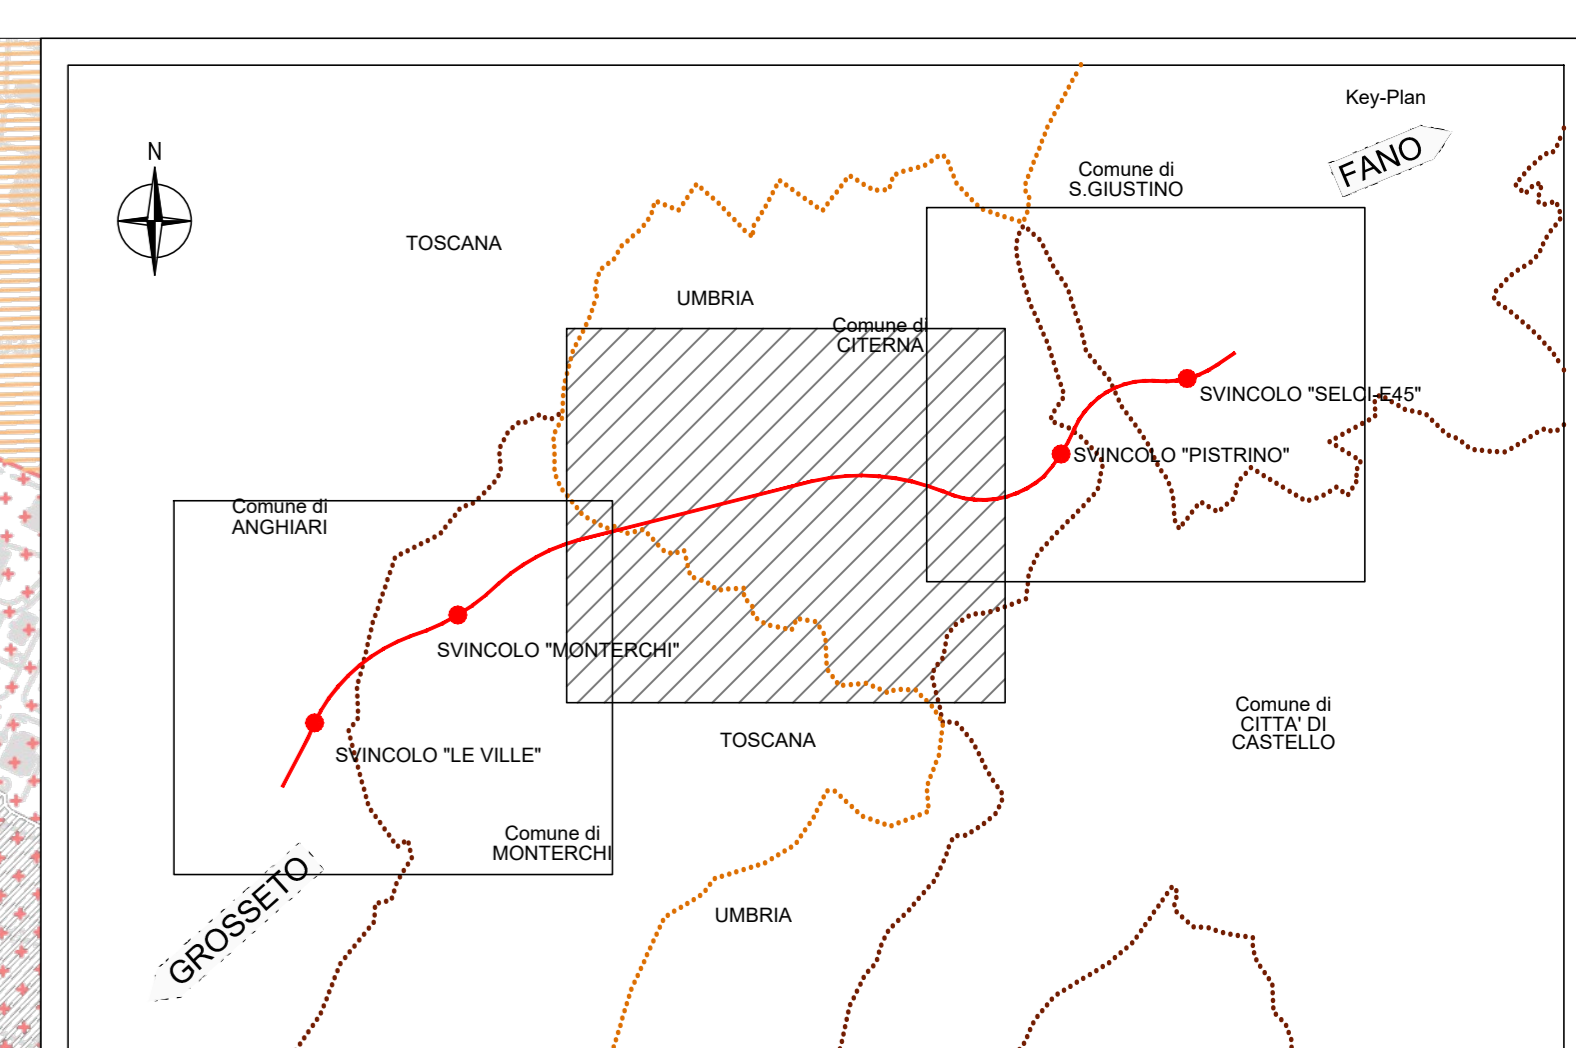 Key-Plan
N
FANO
Comune di
S.GIUSTINO
TOSCANA
UMBRIA
Comune di
CITERNA
SVINCOLO "SELCI-E45"
SVINCOLO "PISTRINO"
Comune di
ANGHIARI
SVINCOLO "MONTERCHI"
SVINCOLO "LE VILLE"
TOSCANA
Comune di
CITTA' DI
CASTELLO
Comune di
MONTERCHI
GROSSETO
UMBRIA